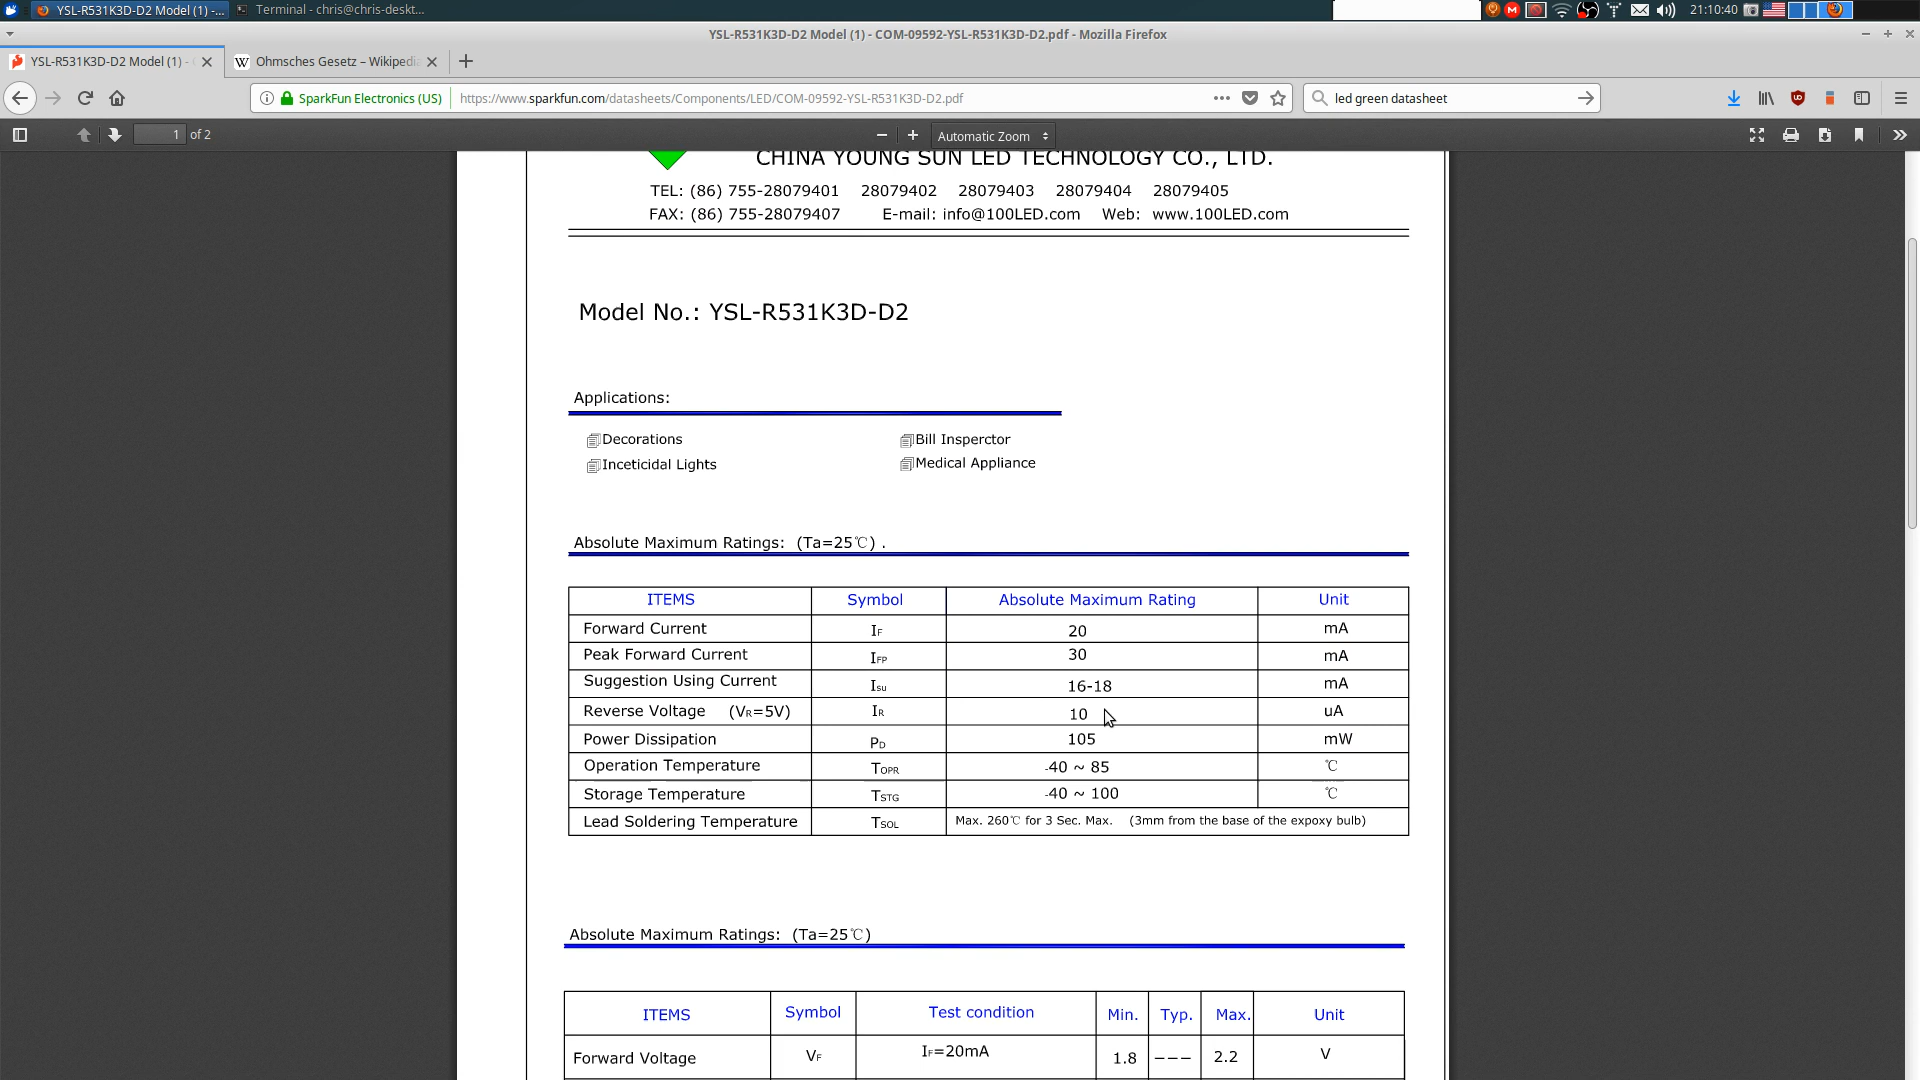 YSL-R531K3D-D2 Model (1) -... Terminal - chris@chris-deskt... 21:10:40
YSL-R531K3D-D2 Model (1) - COM-09592-YSL-R531K3D-D2.pdf - Mozilla Firefox
YSL-R531K3D-D2 Model (1) - Ohmsches Gesetz – Wikipedia
SparkFun Electronics (US) https://www.sparkfun.com/datasheets/Components/LED/COM-09592-YSL-R531K3D-D2.pdf led green datasheet
1 of 2 Automatic Zoom
CHINA YOUNG SUN LED TECHNOLOGY CO., LTD.
TEL: (86) 755-28079401 28079402 28079403 28079404 28079405
FAX: (86) 755-28079407 E-mail: info@100LED.com Web: www.100LED.com
Model No.: YSL-R531K3D-D2
Applications:
Decorations Bill Insperctor
Inceticidal Lights Medical Appliance
Absolute Maximum Ratings: (Ta=25℃) .
ITEMS Symbol Absolute Maximum Rating Unit
Forward Current IF 20 mA
Peak Forward Current IFP 30 mA
Suggestion Using Current Isu 16-18 mA
Reverse Voltage (VR=5V) IR 10 uA
Power Dissipation PD 105 mW
Operation Temperature TOPR -40 ~ 85 ℃
Storage Temperature TSTG -40 ~ 100 ℃
Lead Soldering Temperature TSOL Max. 260℃ for 3 Sec. Max. (3mm from the base of the expoxy bulb)
Absolute Maximum Ratings: (Ta=25℃)
ITEMS Symbol Test condition Min. Typ. Max. Unit
Forward Voltage VF IF=20mA 1.8 --- 2.2 V